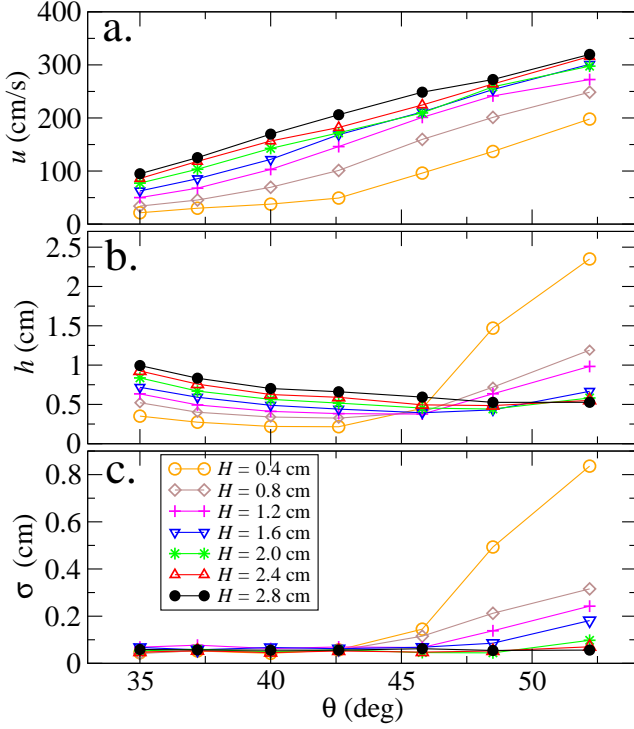 a.
400
300
200
100
0
u (cm/s)
b.
2.5
2
1.5
1
0.5
0
h (cm)
c.
0.8
0.6
0.4
0.2
0
σ (cm)
H = 0.4 cm
H = 0.8 cm
H = 1.2 cm
H = 1.6 cm
H = 2.0 cm
H = 2.4 cm
H = 2.8 cm
35 40 45 50
θ (deg)